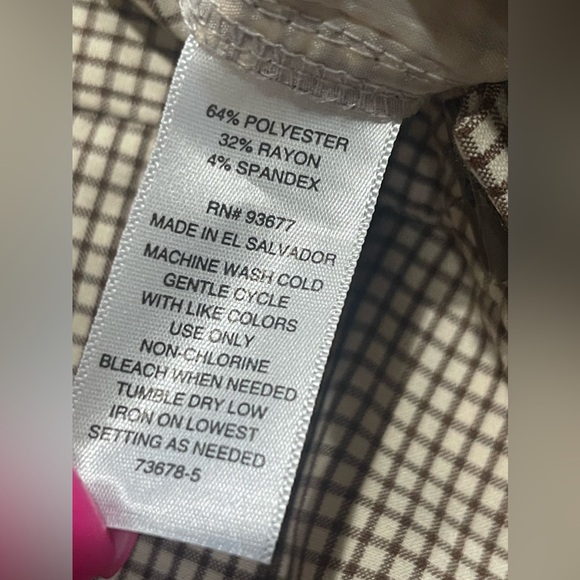 64% POLYESTER
32% RAYON
4% SPANDEX
RN# 93677
MADE IN EL SALVADOR
MACHINE WASH COLD
GENTLE CYCLE
WITH LIKE COLORS
USE ONLY
NON-CHLORINE
BLEACH WHEN NEEDED
TUMBLE DRY LOW
IRON ON LOWEST
SETTING AS NEEDED
73678-5